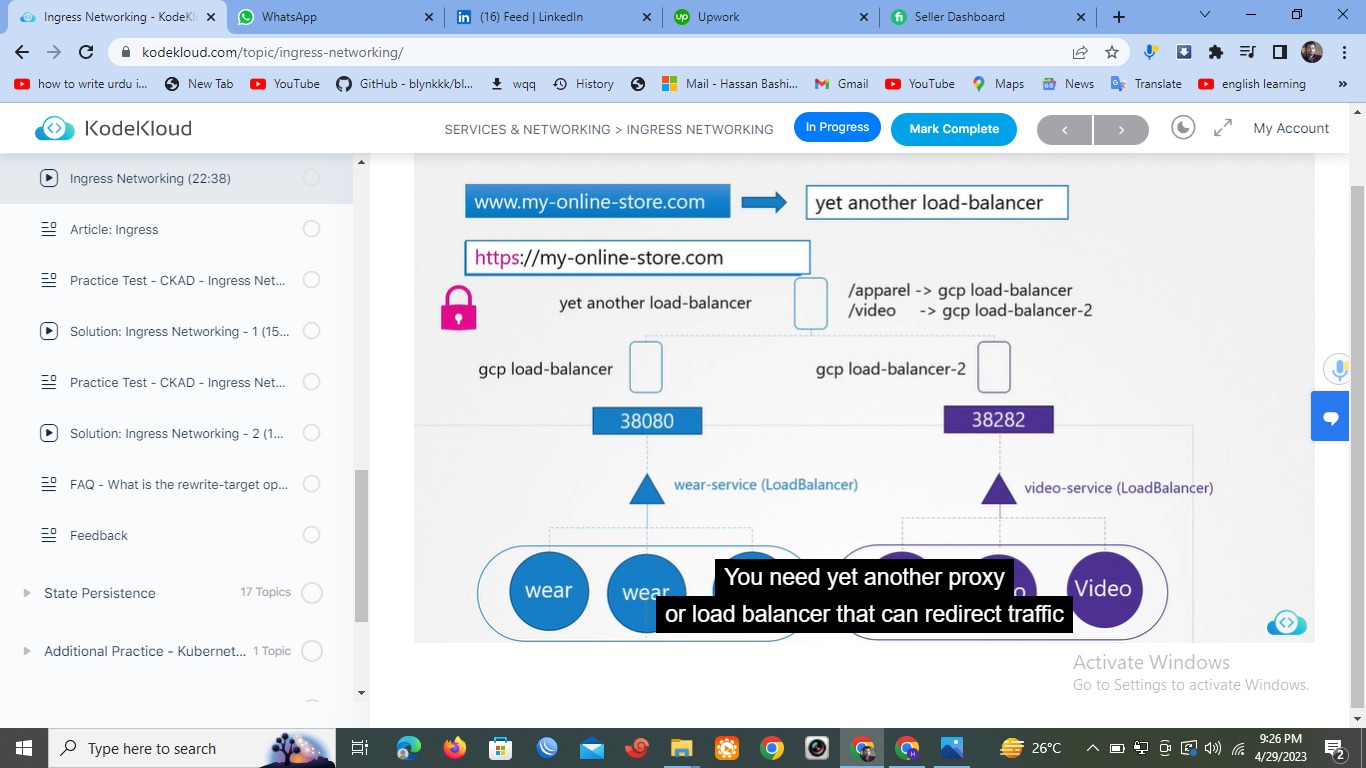 Ingress Networking - KodeKl
WhatsApp
(16) Feed | LinkedIn
Upwork
Seller Dashboard
kodekloud.com/topic/ingress-networking/
how to write urdu i...
New Tab
YouTube
GitHub - blynkkk/bl...
wqq
History
Mail - Hassan Bashi...
Gmail
YouTube
Maps
News
Translate
english learning
»
KodeKloud
SERVICES & NETWORKING > INGRESS NETWORKING
In Progress
Mark Complete
<
>
My Account
Ingress Networking (22:38)
Article: Ingress
Practice Test - CKAD - Ingress Net...
Solution: Ingress Networking - 1 (15...
Practice Test - CKAD - Ingress Net...
Solution: Ingress Networking - 2 (1...
FAQ - What is the rewrite-target op...
Feedback
State Persistence
17 Topics
Additional Practice - Kubernet...
1 Topic
www.my-online-store.com
yet another load-balancer
https://my-online-store.com
yet another load-balancer
/apparel -> gcp load-balancer
/video -> gcp load-balancer-2
gcp load-balancer
gcp load-balancer-2
38080
38282
wear-service (LoadBalancer)
video-service (LoadBalancer)
wear
wear
Video
You need yet another proxy
or load balancer that can redirect traffic
Activate Windows
Go to Settings to activate Windows.
Type here to search
26°C
9:26 PM
4/29/2023
2